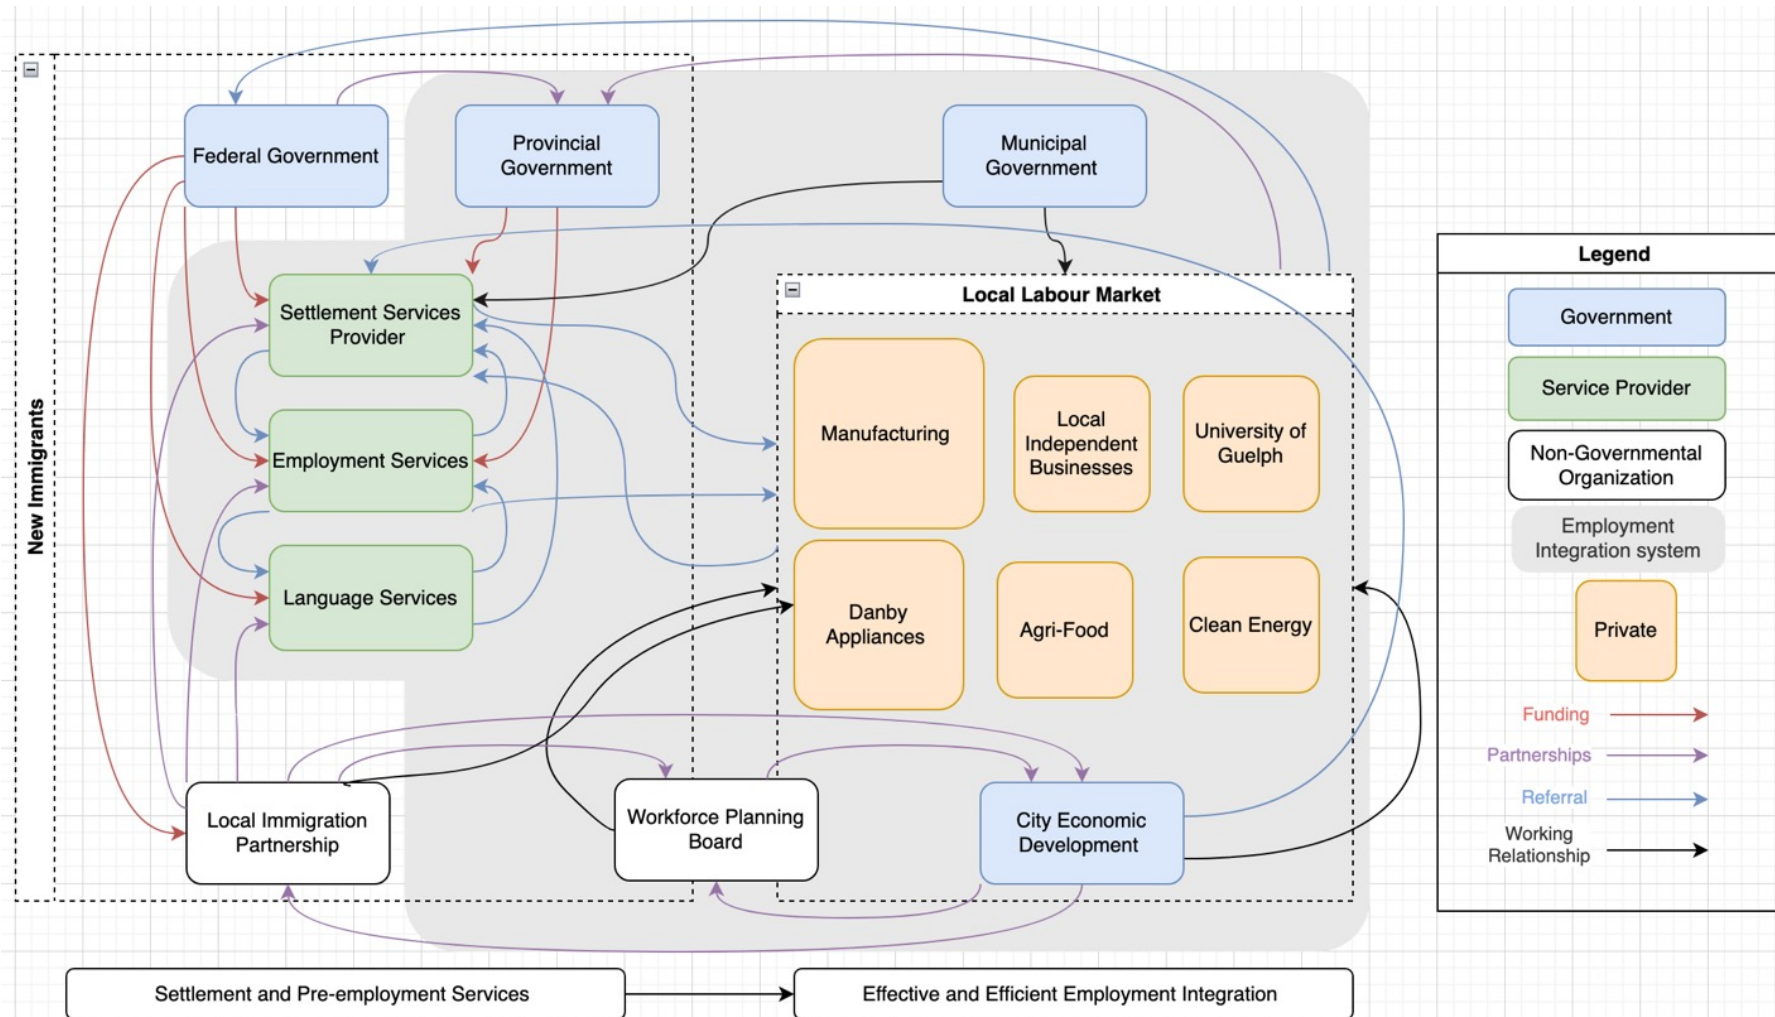 New Immigrants
Federal Government
Provincial
Government
Municipal
Government
Settlement Services
Provider
Employment Services
Language Services
Local Labour Market
Manufacturing
Local
Independent
Businesses
University of
Guelph
Danby
Appliances
Agri-Food
Clean Energy
Local Immigration
Partnership
Workforce Planning
Board
City Economic
Development
Settlement and Pre-employment Services
Effective and Efficient Employment Integration
Legend
Government
Service Provider
Non-Governmental
Organization
Employment
Integration system
Private
Funding
Partnerships
Referral
Working
Relationship